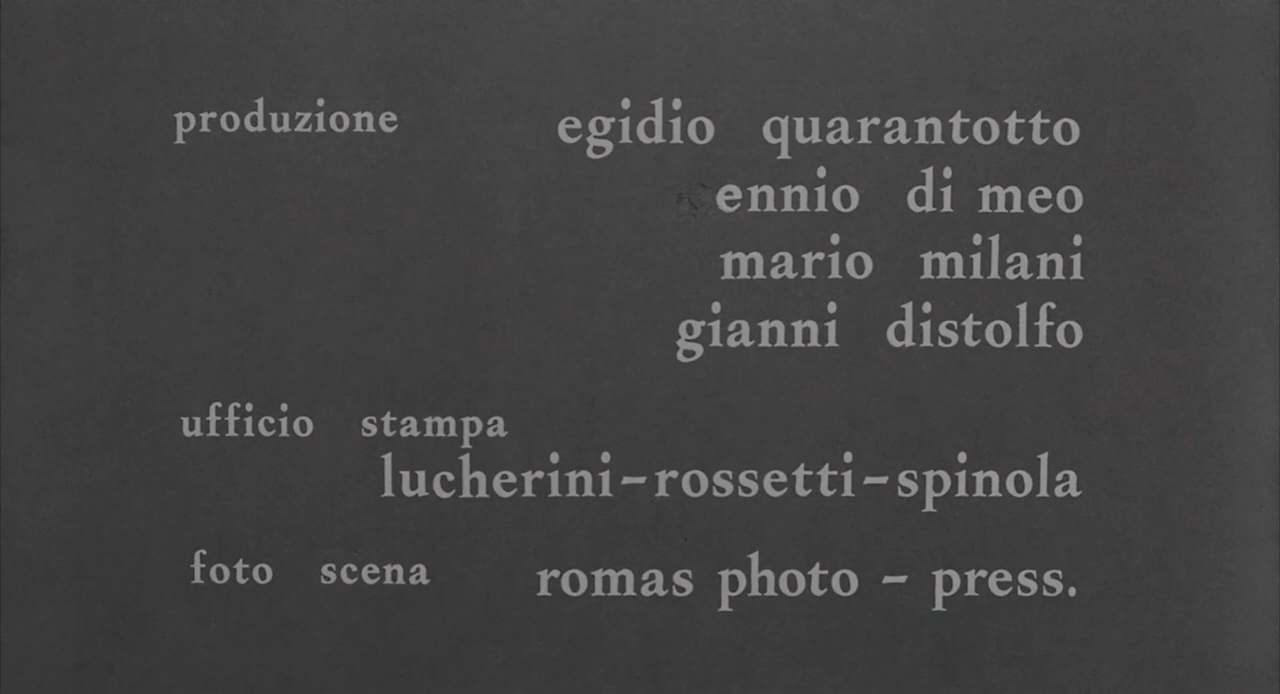 produzione egidio quarantotto
ennio di meo
mario milani
gianni distolfo
ufficio stampa
lucherini-rossetti-spinola
foto scena romas photo - press.